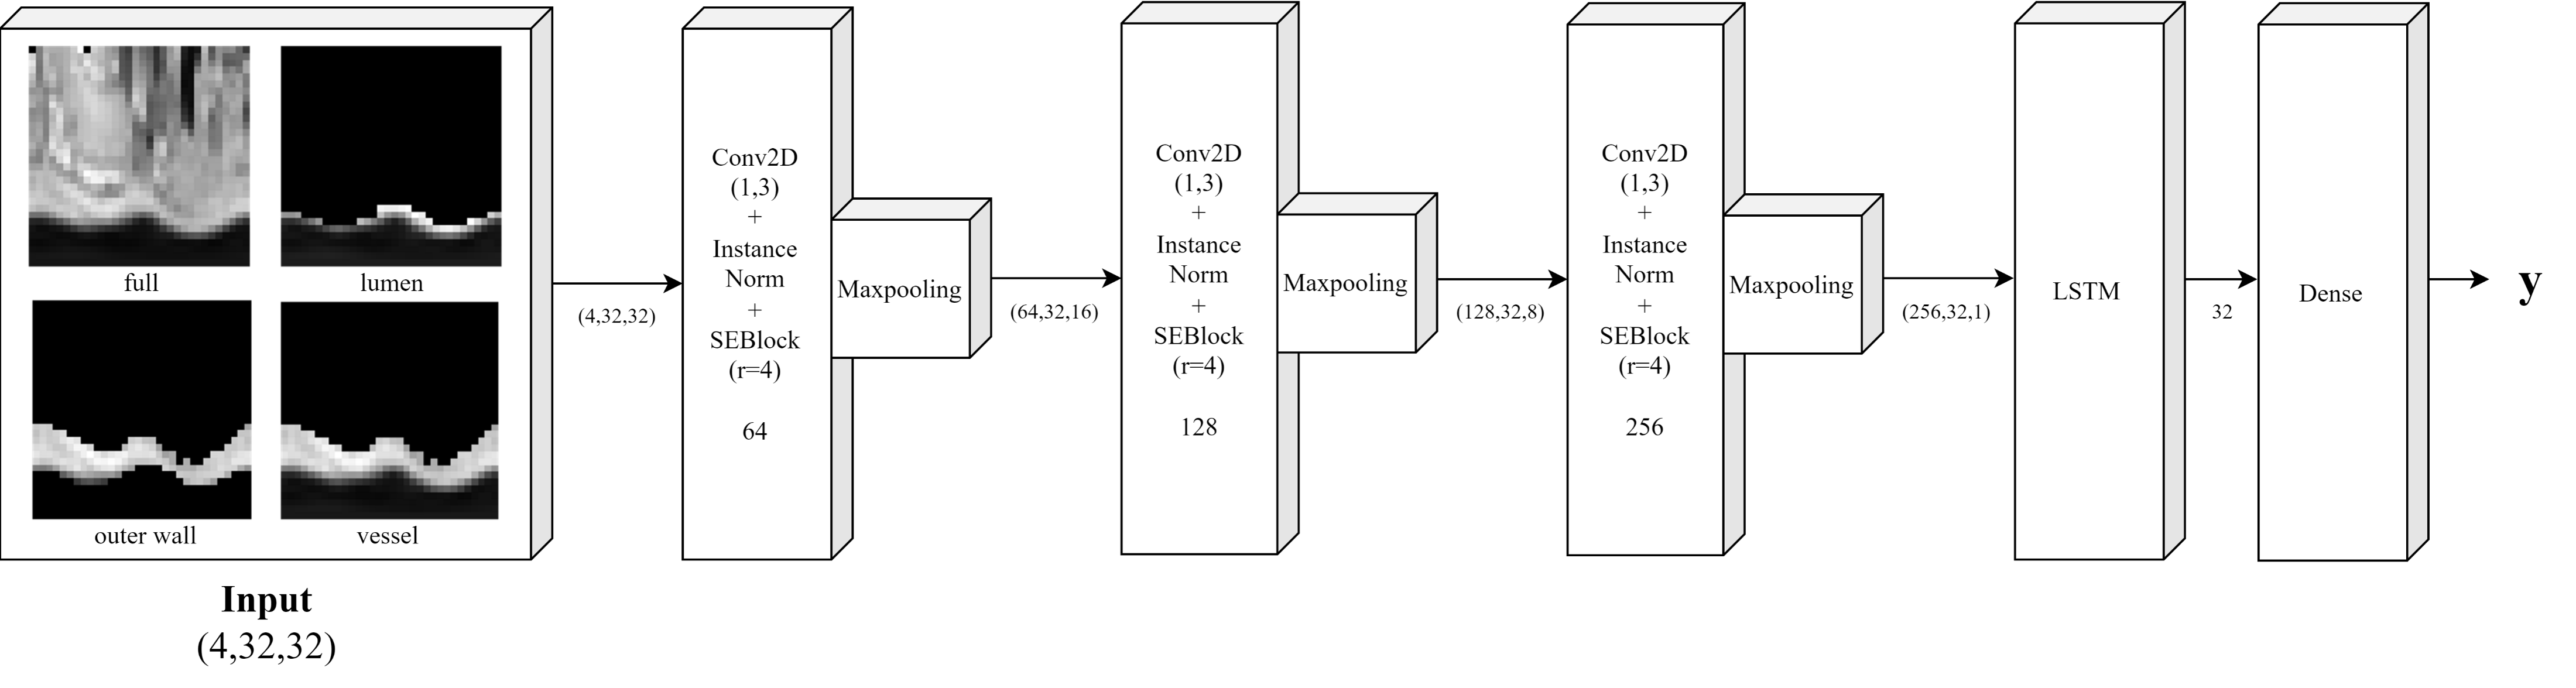 full
lumen
outer wall
vessel
Input
(4,32,32)
(4,32,32)
Conv2D
(1,3)
+
Instance
Norm
+
SEBlock
(r=4)
64
Maxpooling
(64,32,16)
Conv2D
(1,3)
+
Instance
Norm
+
SEBlock
(r=4)
128
Maxpooling
(128,32,8)
Conv2D
(1,3)
+
Instance
Norm
+
SEBlock
(r=4)
256
Maxpooling
(256,32,1)
LSTM
32
Dense
y